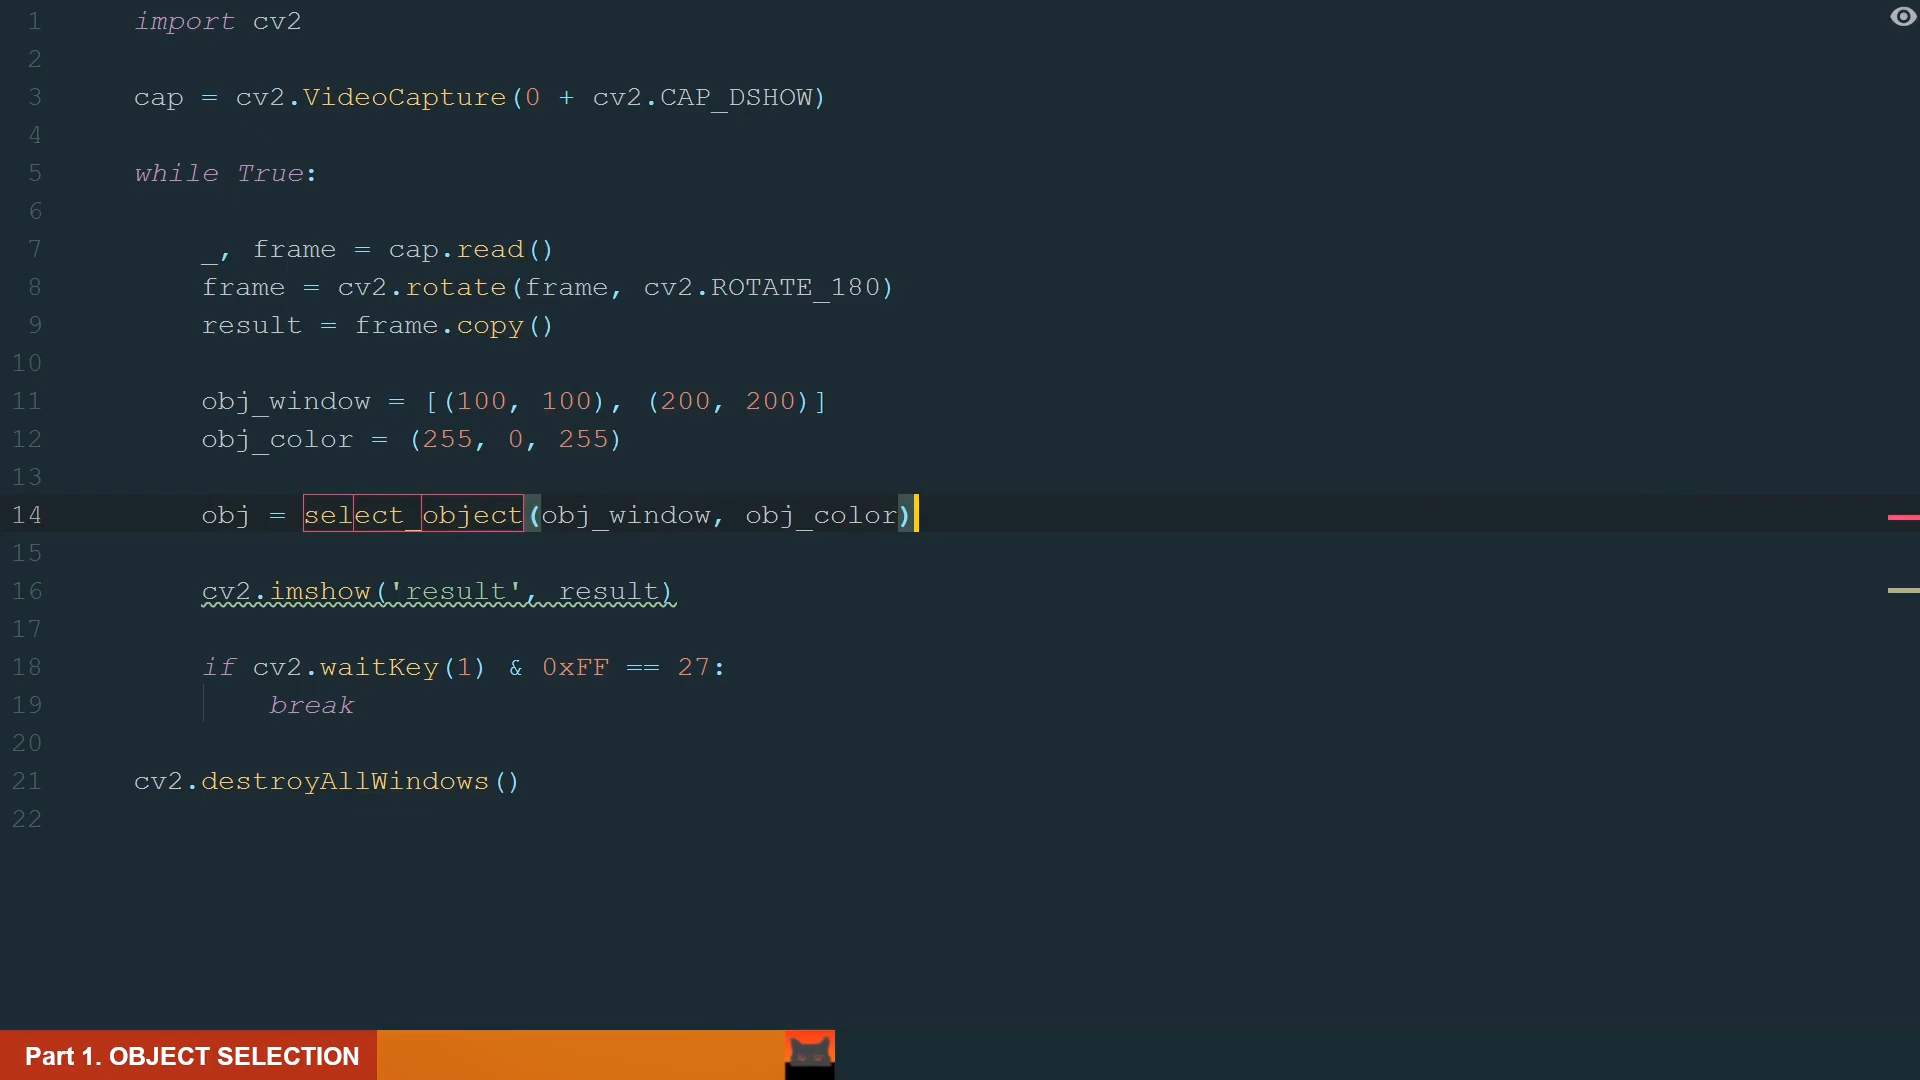 1 import cv2
2
3 cap = cv2.VideoCapture(0 + cv2.CAP_DSHOW)
4
5 while True:
6
7 _, frame = cap.read()
8 frame = cv2.rotate(frame, cv2.ROTATE_180)
9 result = frame.copy()
10
11 obj_window = [(100, 100), (200, 200)]
12 obj_color = (255, 0, 255)
13
14 obj = select_object(obj_window, obj_color)
15
16 cv2.imshow('result', result)
17
18 if cv2.waitKey(1) & 0xFF == 27:
19 break
20
21 cv2.destroyAllWindows()
22
Part 1. OBJECT SELECTION